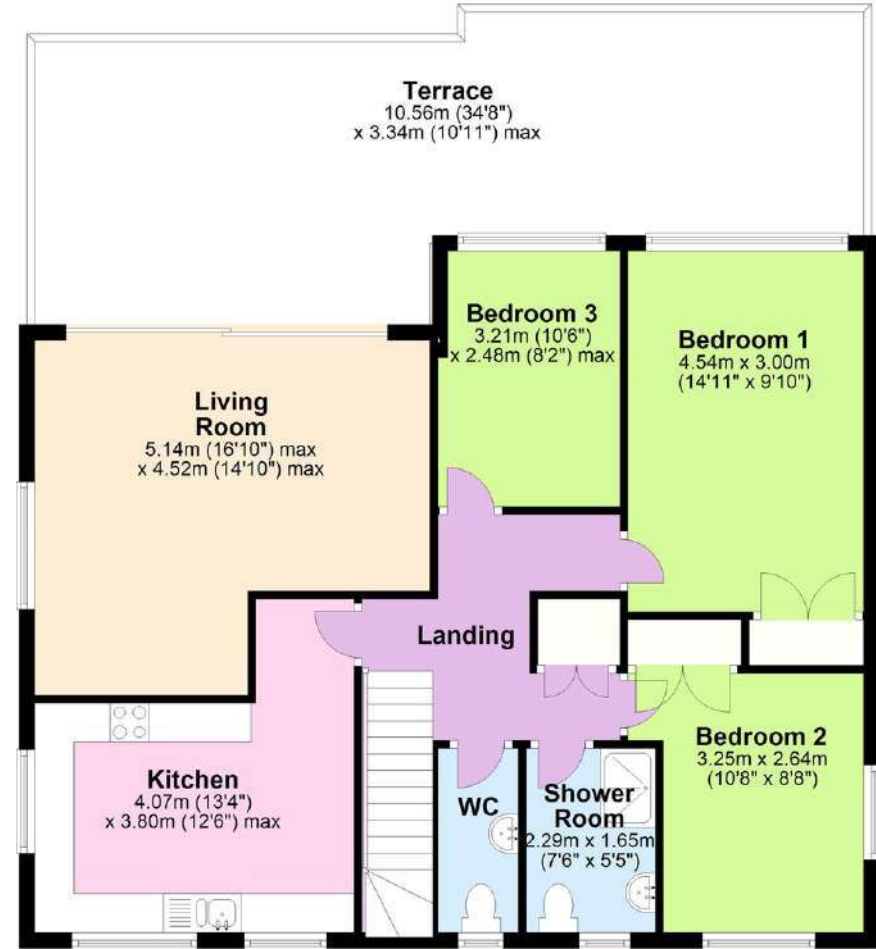 Terrace
10.56m (34'8")
x 3.34m (10'11") max
Bedroom 3
3.21m (10'6")
x 2.48m (8'2") max
Bedroom 1
4.54m x 3.00m
(14'11" x 9'10")
Living
Room
5.14m (16'10") max
x 4.52m (14'10") max
Landing
Kitchen
4.07m (13'4")
x 3.80m (12'6") max
WC
Shower
Room
2.29m x 1.65m
(7'6" x 5'5")
Bedroom 2
3.25m x 2.64m
(10'8" x 8'8")